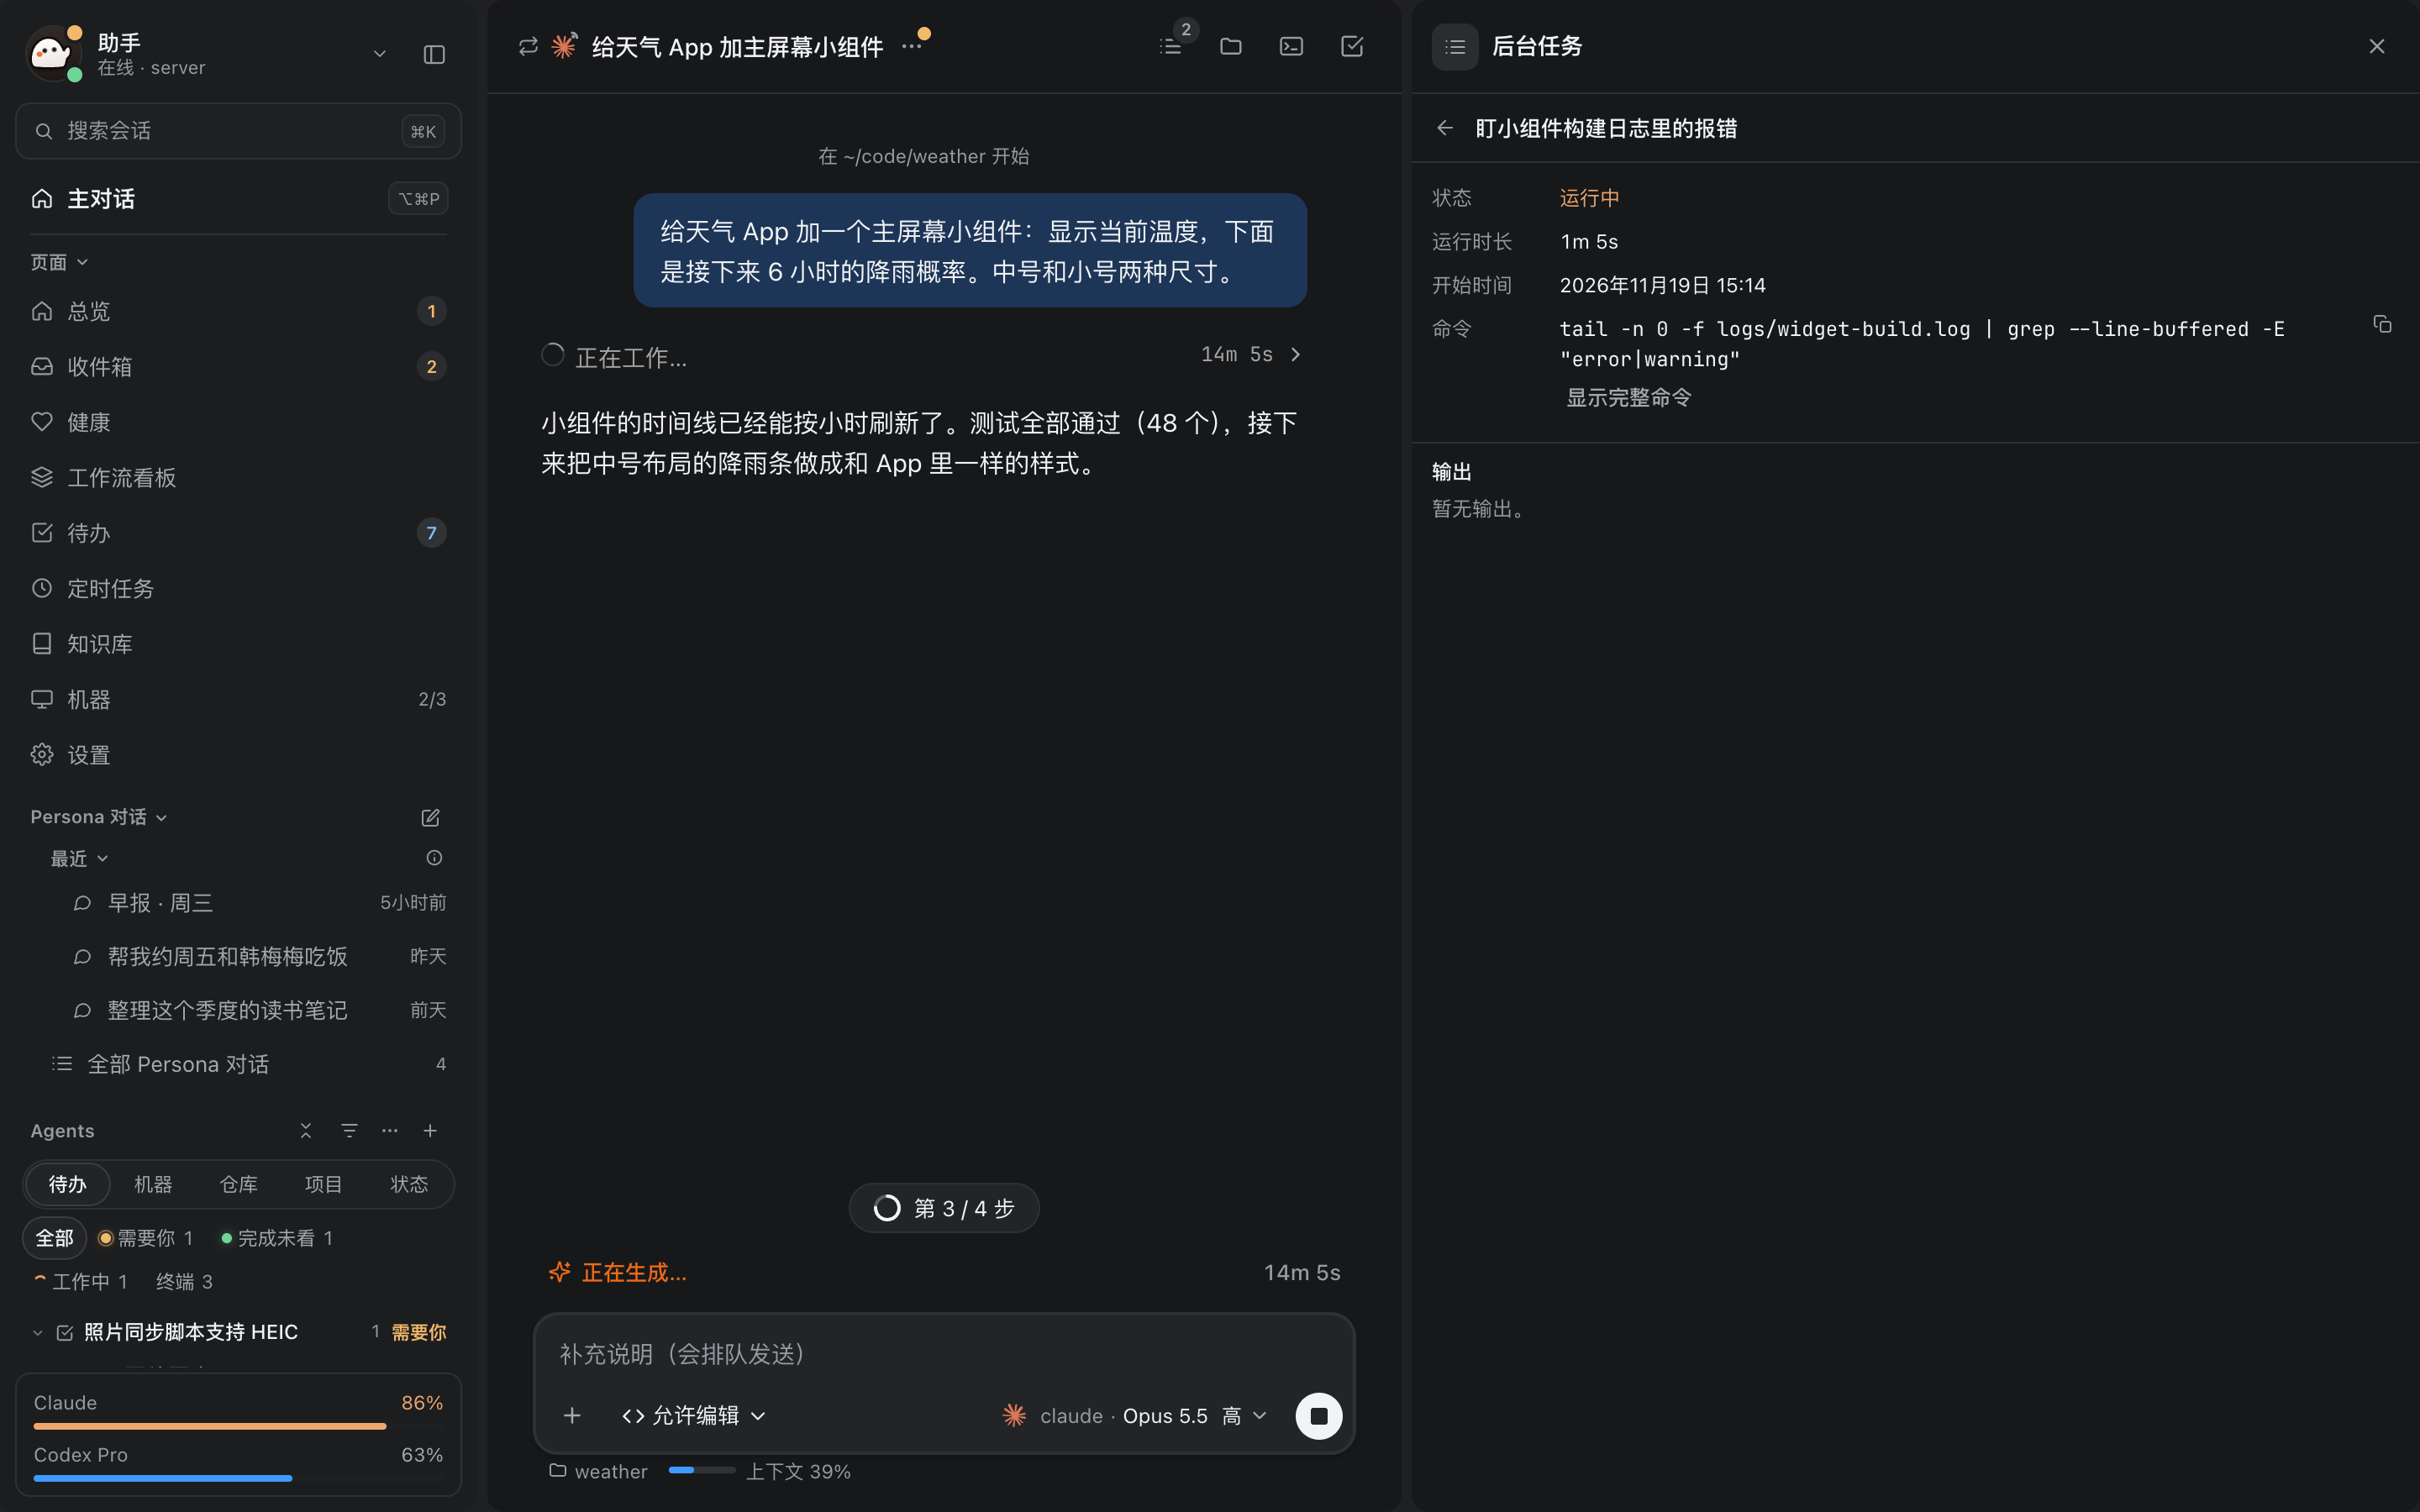 助手
在线 · server
搜索会话
⌘K
主对话
⌥⌘P
页面
总览
1
收件箱
2
健康
工作流看板
待办
7
定时任务
知识库
机器
2/3
设置
Persona 对话
最近
早报 · 周三
5小时前
帮我约周五和韩梅梅吃饭
昨天
整理这个季度的读书笔记
前天
全部 Persona 对话
4
Agents
待办
机器
仓库
项目
状态
全部
需要你 1
完成未看 1
工作中 1
终端 3
照片同步脚本支持 HEIC
1 需要你
Claude
86%
Codex Pro
63%
给天气 App 加主屏幕小组件
2
在 ~/code/weather 开始
给天气 App 加一个主屏幕小组件：显示当前温度，下面
是接下来 6 小时的降雨概率。中号和小号两种尺寸。
正在工作...
14m 5s
小组件的时间线已经能按小时刷新了。测试全部通过（48 个），接下
来把中号布局的降雨条做成和 App 里一样的样式。
第 3 / 4 步
正在生成...
14m 5s
补充说明（会排队发送）
允许编辑
claude · Opus 5.5 高
weather
上下文 39%
后台任务
盯小组件构建日志里的报错
状态
运行中
运行时长
1m 5s
开始时间
2026年11月19日 15:14
命令
tail -n 0 -f logs/widget-build.log | grep --line-buffered -E
"error|warning"
显示完整命令
输出
暂无输出。